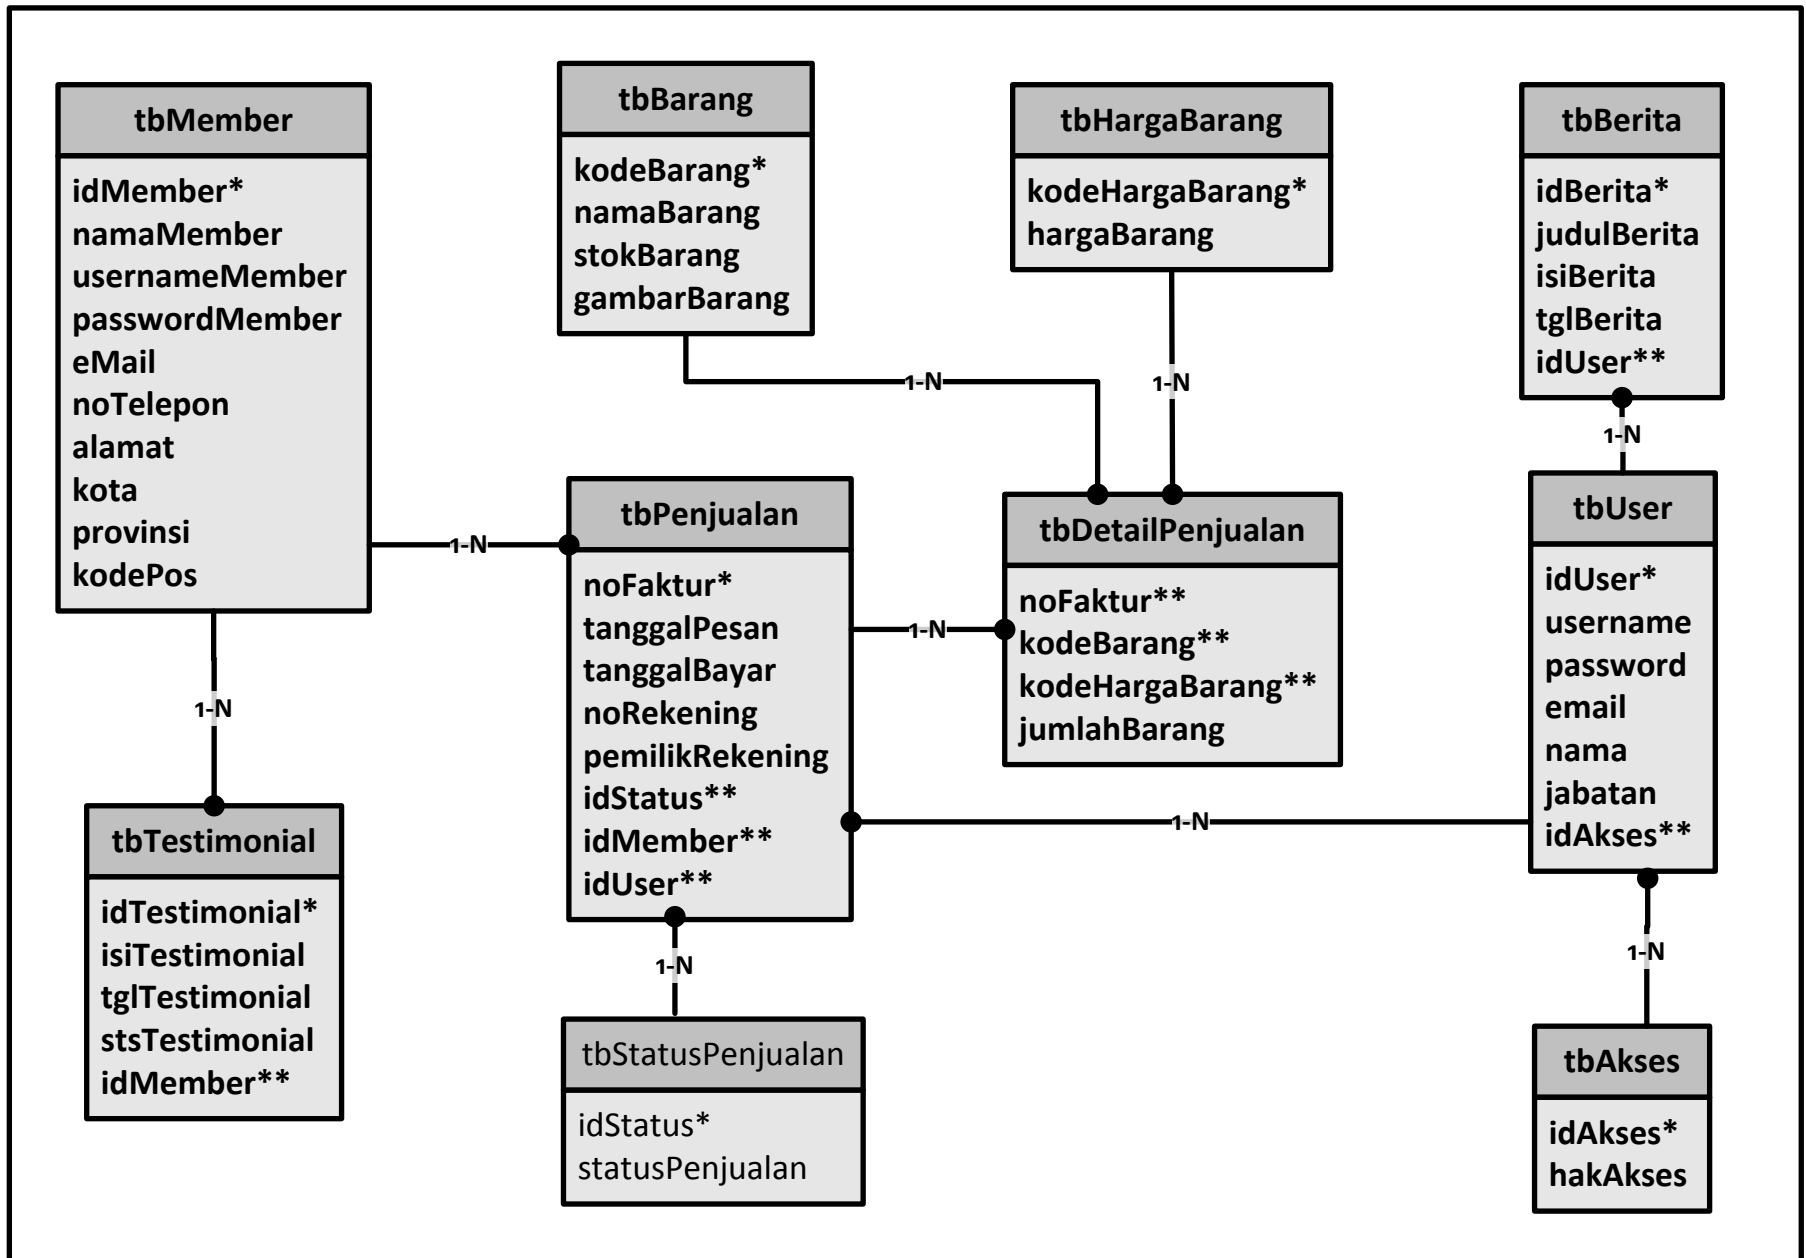 tbMember
idMember*
namaMember
usernameMember
passwordMember
eMail
noTelepon
alamat
kota
provinsi
kodePos
tbBarang
kodeBarang*
namaBarang
stokBarang
gambarBarang
tbHargaBarang
kodeHargaBarang*
hargaBarang
tbBerita
idBerita*
judulBerita
isiBerita
tglBerita
idUser**
1-N
1-N
1-N
1-N
1-N
1-N
1-N
1-N
1-N
tbPenjualan
noFaktur*
tanggalPesan
tanggalBayar
noRekening
pemilikRekening
idStatus**
idMember**
idUser**
tbDetailPenjualan
noFaktur**
kodeBarang**
kodeHargaBarang**
jumlahBarang
tbUser
idUser*
username
password
email
nama
jabatan
idAkses**
tbTestimonial
idTestimonial*
isiTestimonial
tglTestimonial
stsTestimonial
idMember**
tbStatusPenjualan
idStatus*
statusPenjualan
tbAkses
idAkses*
hakAkses